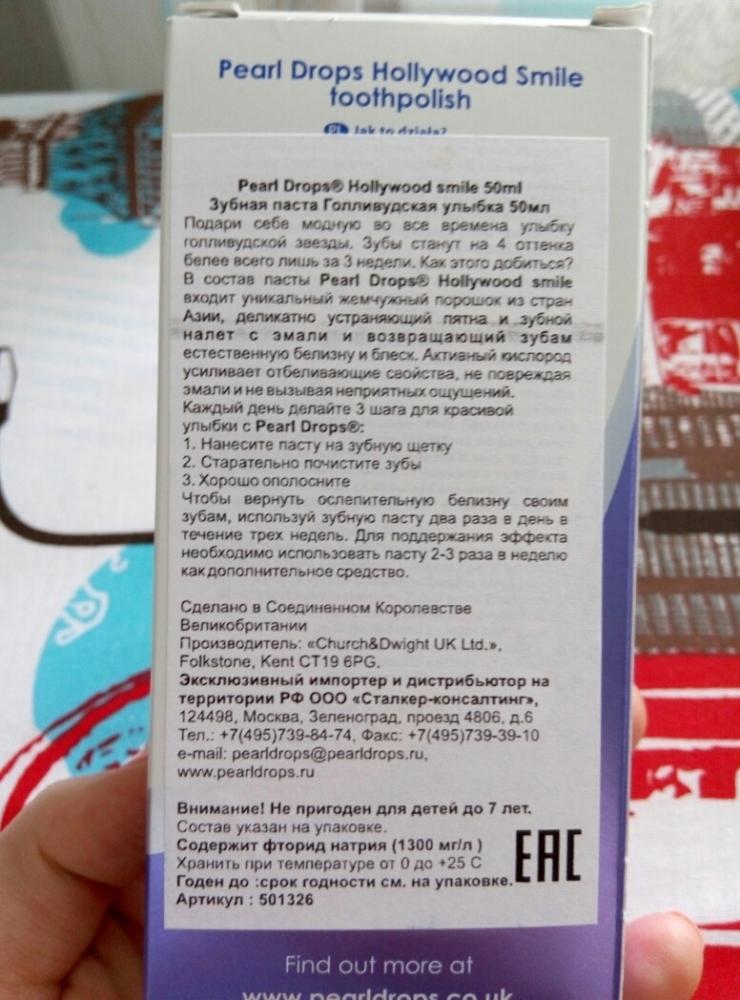 Pearl Drops Hollywood Smile
toothpolish
PL Jak to działa?
Pearl Drops® Hollywood smile 50ml
Зубная паста Голливудская улыбка 50мл
Подари себе модную во все времена улыбку
голливудской звезды. Зубы станут на 4 оттенка
белее всего лишь за 3 недели. Как этого добиться?
В состав пасты Pearl Drops® Hollywood smile
входит уникальный жемчужный порошок из стран
Азии, деликатно устраняющий пятна и зубной
налет с эмали и возвращающий зубам
естественную белизну и блеск. Активный кислород
усиливает отбеливающие свойства, не повреждая
эмали и не вызывая неприятных ощущений.
Каждый день делайте 3 шага для красивой
улыбки с Pearl Drops®:
1. Нанесите пасту на зубную щетку
2. Старательно почистите зубы
3. Хорошо ополосните
Чтобы вернуть ослепительную белизну своим
зубам, используй зубную пасту два раза в день в
течение трех недель. Для поддержания эффекта
необходимо использовать пасту 2-3 раза в неделю
как дополнительное средство.
Сделано в Соединенном Королевстве
Великобритании
Производитель: «Church&Dwight UK Ltd.»,
Folkstone, Kent CT19 6PG.
Эксклюзивный импортер и дистрибьютор на
территории РФ ООО «Сталкер-консалтинг»,
124498, Москва, Зеленоград, проезд 4806, д.6
Тел.: +7(495)739-84-74, Факс: +7(495)739-39-10
e-mail: pearldrops@pearldrops.ru,
www.pearldrops.ru
Внимание! Не пригоден для детей до 7 лет.
Состав указан на упаковке.
Содержит фторид натрия (1300 мг/л )
Хранить при температуре от 0 до +25 С
EAC
Годен до :срок годности см. на упаковке.
Артикул : 501326
Find out more at
www.pearldrops.co.uk